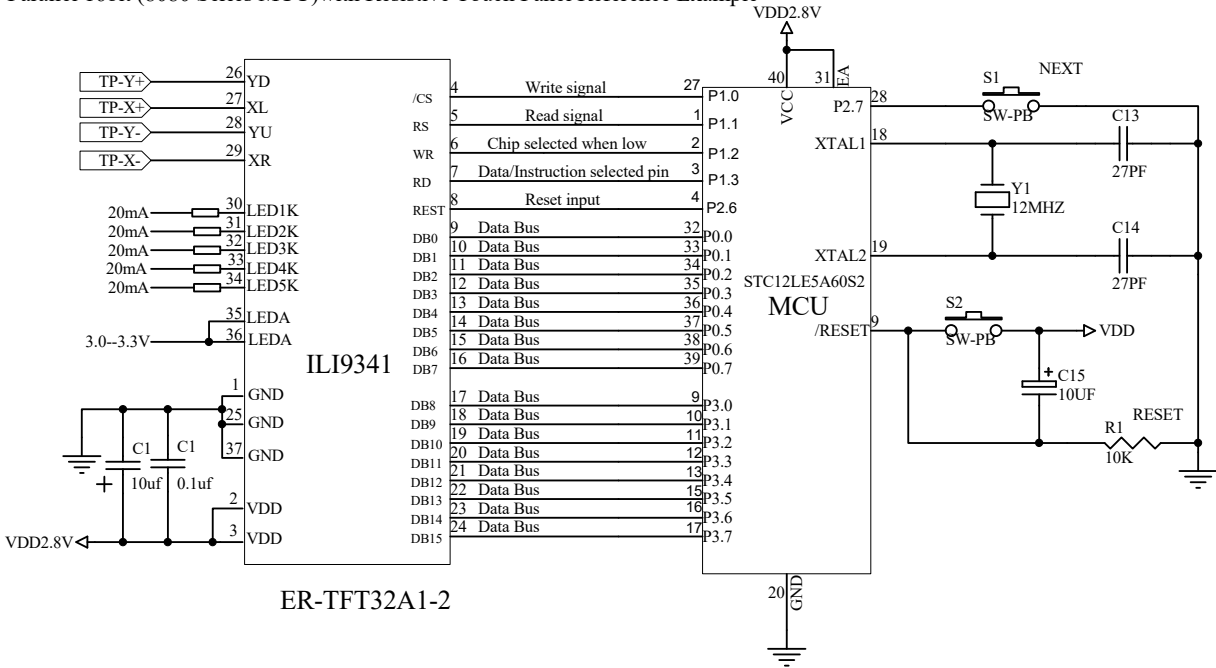 VDD2.8V
40
31
VCC
EA
TP-Y+ 26 YD
TP-X+ 27 XL
TP-Y- 28 YU
TP-X- 29 XR
20mA 30 LED1K
20mA 31 LED2K
20mA 32 LED3K
20mA 33 LED4K
20mA 34 LED5K
35 LEDA
3.0--3.3V 36 LEDA
ILI9341
1 GND
25 GND
37 GND
C1 C1
+ 10uf 0.1uf
2 VDD
VDD2.8V 3 VDD
ER-TFT32A1-2
/CS 4 Write signal 27 P1.0
RS 5 Read signal 1 P1.1
WR 6 Chip selected when low 2 P1.2
RD 7 Data/Instruction selected pin 3 P1.3
REST 8 Reset input 4 P2.6
DB0 9 Data Bus 32 P0.0
DB1 10 Data Bus 33 P0.1
DB2 11 Data Bus 34 P0.2
DB3 12 Data Bus 35 P0.3
DB4 13 Data Bus 36 P0.4
DB5 14 Data Bus 37 P0.5
DB6 15 Data Bus 38 P0.6
DB7 16 Data Bus 39 P0.7
DB8 17 Data Bus 9 P3.0
DB9 18 Data Bus 10 P3.1
DB10 19 Data Bus 11 P3.2
DB11 20 Data Bus 12 P3.3
DB12 21 Data Bus 13 P3.4
DB13 22 Data Bus 15 P3.5
DB14 23 Data Bus 16 P3.6
DB15 24 Data Bus 17 P3.7
STC12LE5A60S2
MCU
P2.7 28
S1 NEXT
SW-PB
XTAL1 18
C13
27PF
Y1
12MHZ
XTAL2 19
C14
27PF
/RESET 9
S2
SW-PB
VDD
+ C15
10UF
RESET
R1
10K
20
GND